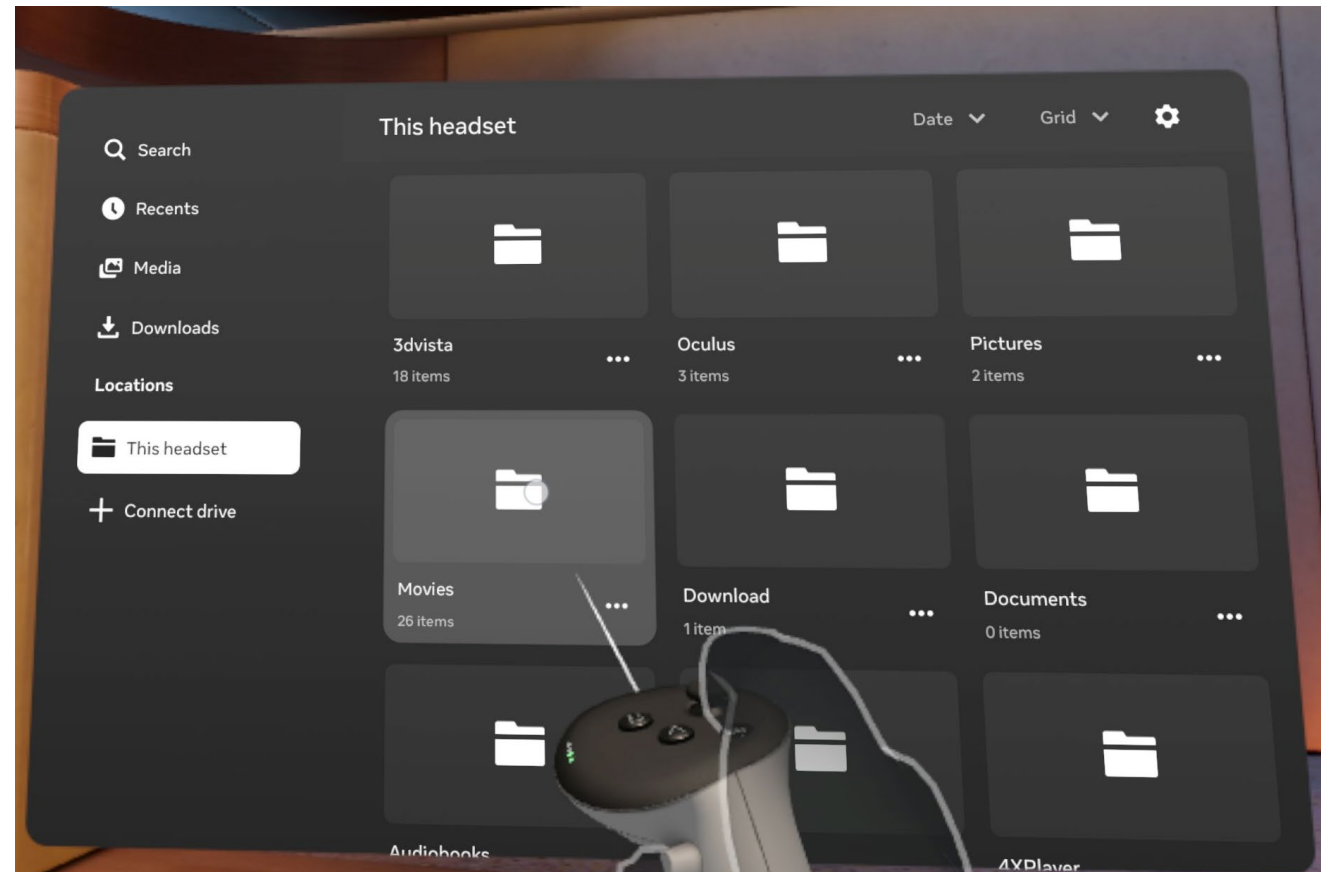 This headset
Date
Grid
Search
Recents
Media
Downloads
Locations
This headset
Connect drive
3dvista
18 items
Oculus
3 items
Pictures
2 items
Movies
26 items
Download
1 item
Documents
0 items
Audiobooks
4XPlayer